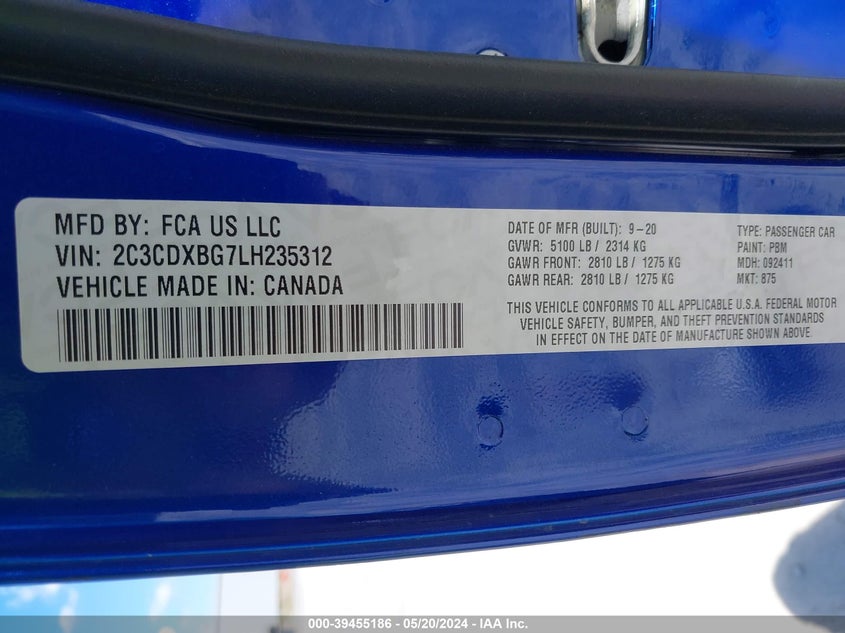 MFD BY: FCA US LLC
VIN: 2C3CDXBG7LH235312
VEHICLE MADE IN: CANADA
DATE OF MFR (BUILT): 9-20
GVWR: 5100 LB / 2314 KG
GAWR FRONT: 2810 LB / 1275 KG
GAWR REAR: 2810 LB / 1275 KG
TYPE: PASSENGER CAR
PAINT: PBM
MDH: 092411
MKT: 875
THIS VEHICLE CONFORMS TO ALL APPLICABLE U.S.A. FEDERAL MOTOR
VEHICLE SAFETY, BUMPER, AND THEFT PREVENTION STANDARDS
IN EFFECT ON THE DATE OF MANUFACTURE SHOWN ABOVE
000-39455186 - 05/20/2024 - IAA Inc.